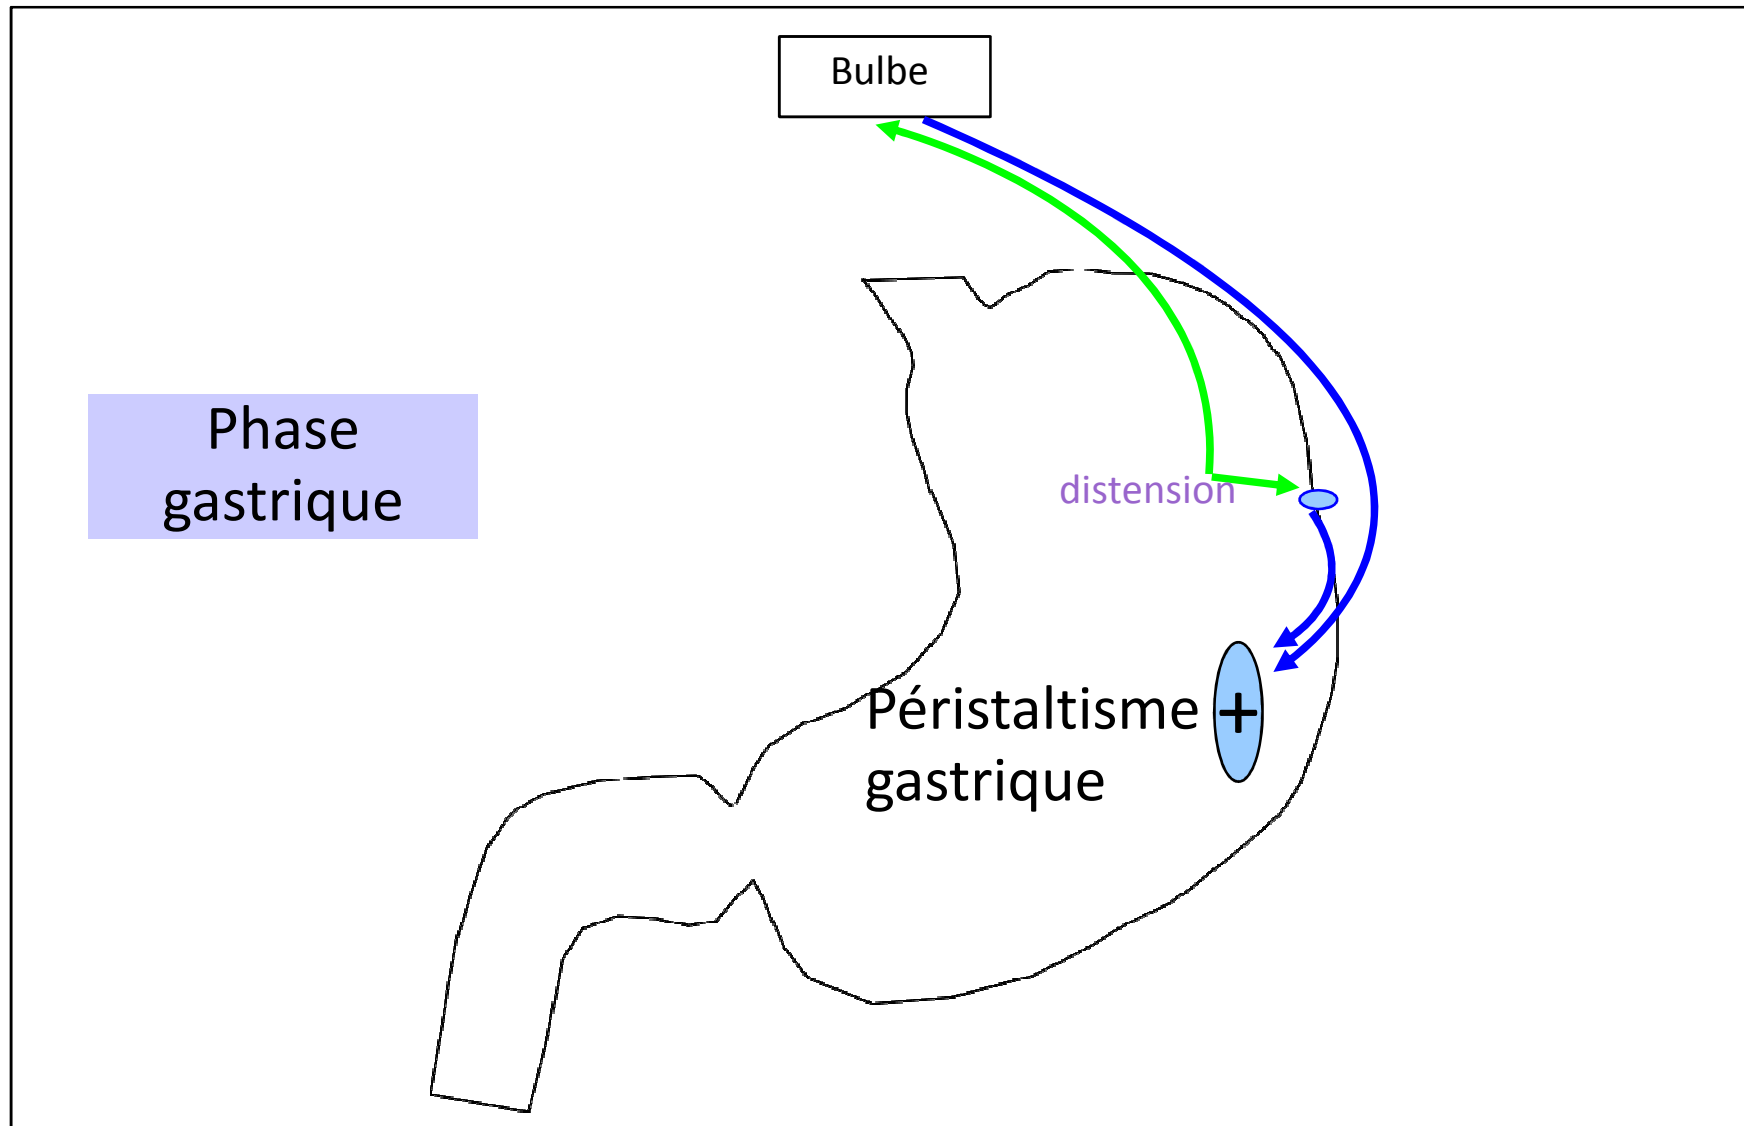 Bulbe
Phase
gastrique
distension
Péristaltisme
+
gastrique